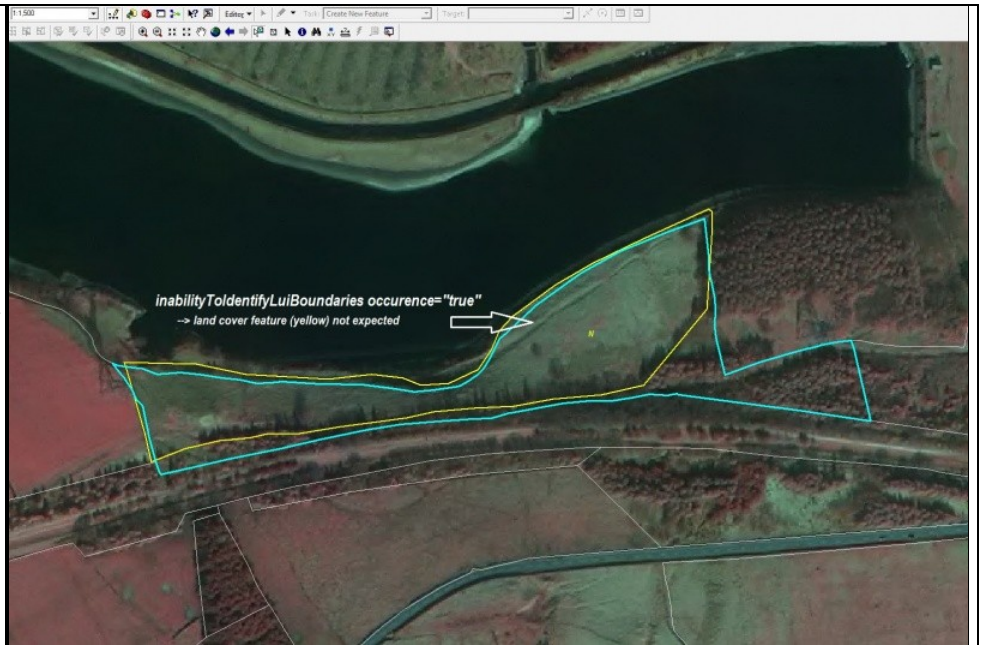 1:1,500
Editor
Task: Create New Feature
Target:
inabilityToIdentifyLuiBoundaries occurence="true"
--> land cover feature (yellow) not expected
N